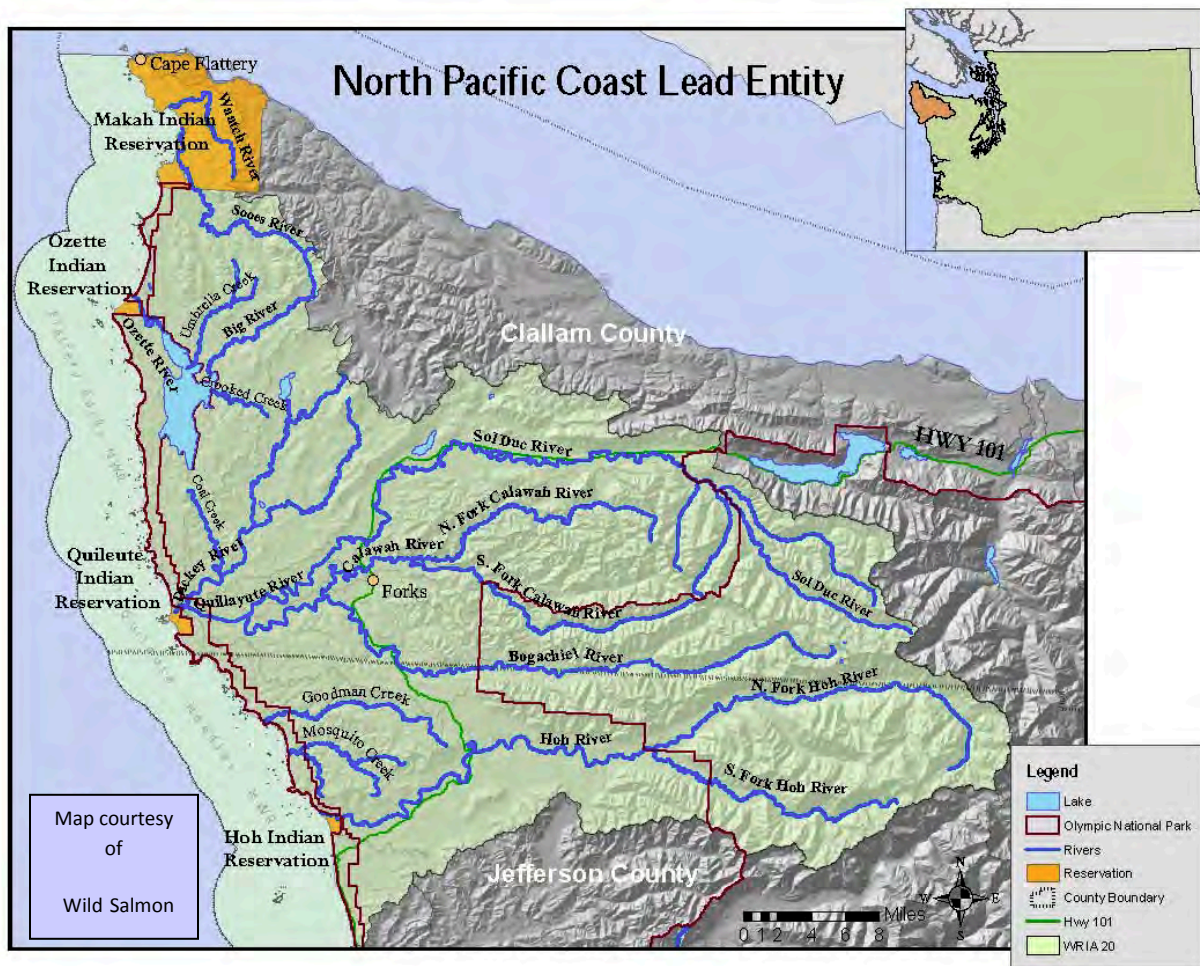 North Pacific Coast Lead Entity
Cape Flattery
Makah Indian
Reservation
Waatch River
Sooes River
Ozette
Indian
Reservation
Umbrella Creek
Big River
Ozette River
Crooked Creek
Clallam County
HWY 101
Sol Duc River
Coal Creek
N. Fork Calawah River
Calawah River
Quileute
Indian
Reservation
Dickey River
Quillayute River
Forks
S. Fork Calawah River
Sol Duc River
Bogachiel River
N. Fork Hoh River
Goodman Creek
Mosquito Creek
Hoh River
S. Fork Hoh River
Hoh Indian
Reservation
Jefferson County
Map courtesy
of
Wild Salmon
N
W
E
S
Miles
0 1 2 4 6 8
Legend
Lake
Olympic National Park
Rivers
Reservation
County Boundary
Hwy 101
WRIA 20